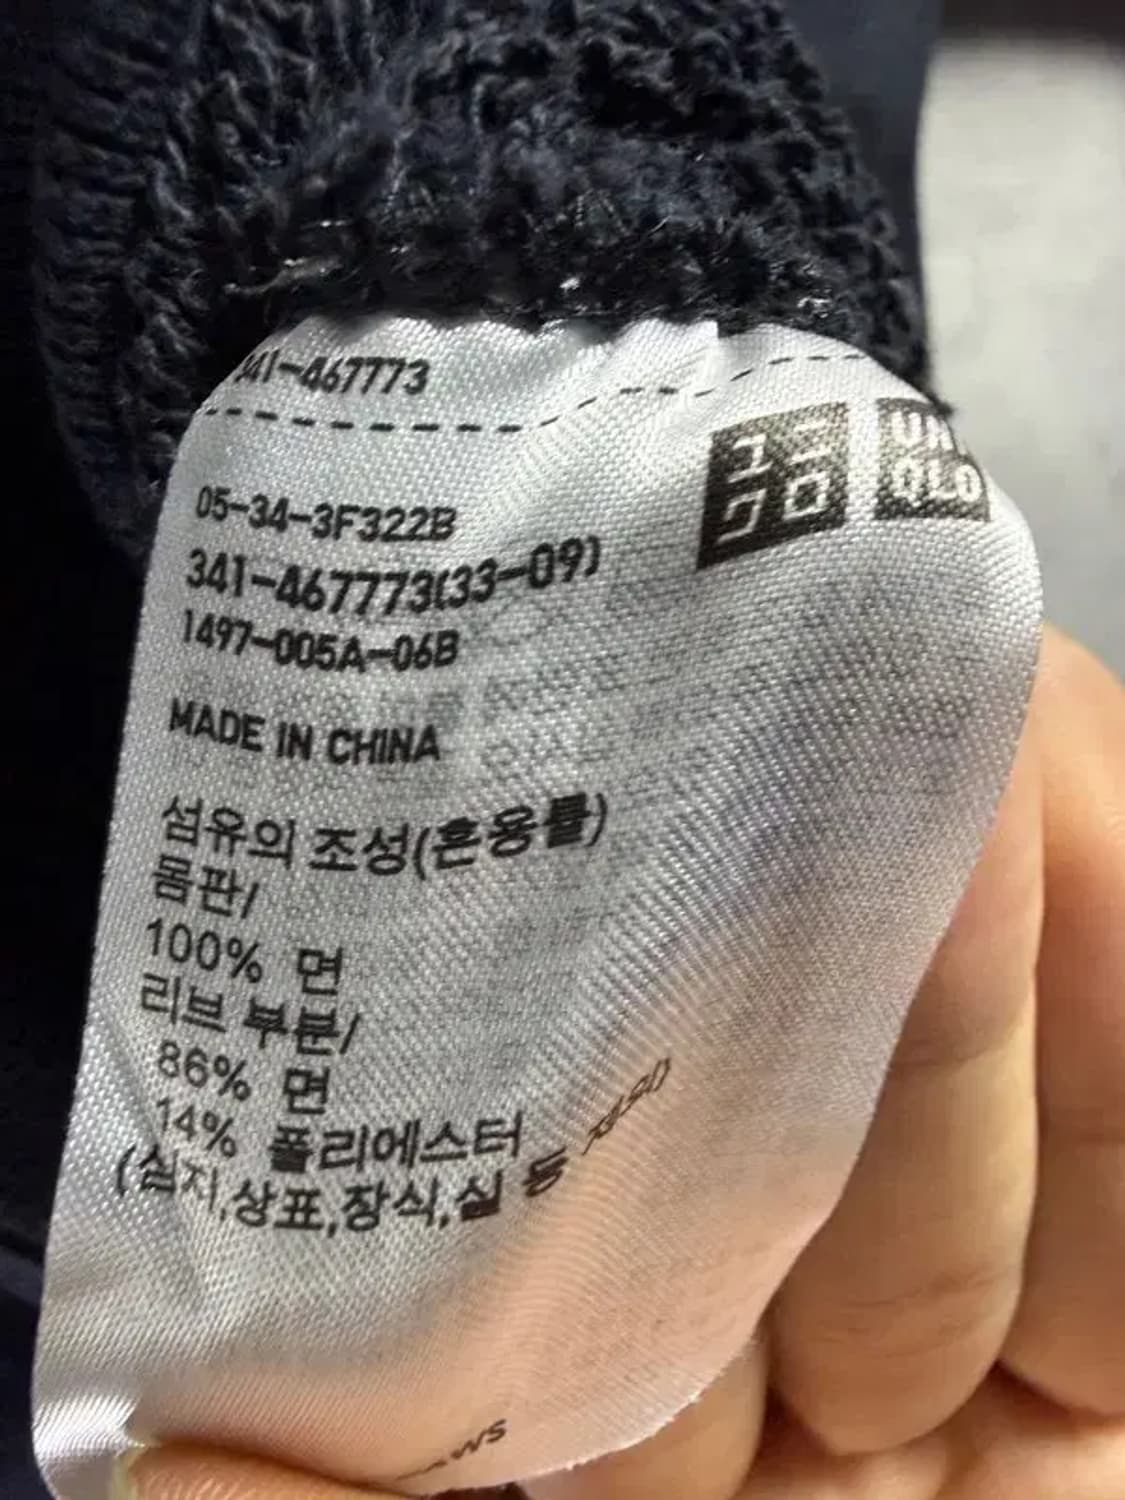 341-467773
ユニ
クロ
UNI
QLO
05-34-3F322B
341-467773(33-09)
1497-005A-06B
MADE IN CHINA
섬유의 조성(혼용률)
몸판/
100% 면
리브 부분/
86% 면
14% 폴리에스터
(심지,상표,장식,실 등 제외)